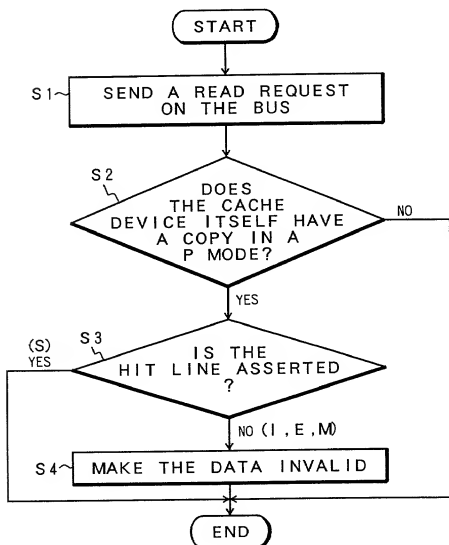 START
S1
SEND A READ REQUEST
ON THE BUS
S2
DOES
THE CACHE
DEVICE ITSELF HAVE
A COPY IN A
P MODE?
NO
YES
(S)
YES
S3
IS THE
HIT LINE ASSERTED
?
NO (I, E, M)
S4
MAKE THE DATA INVALID
END